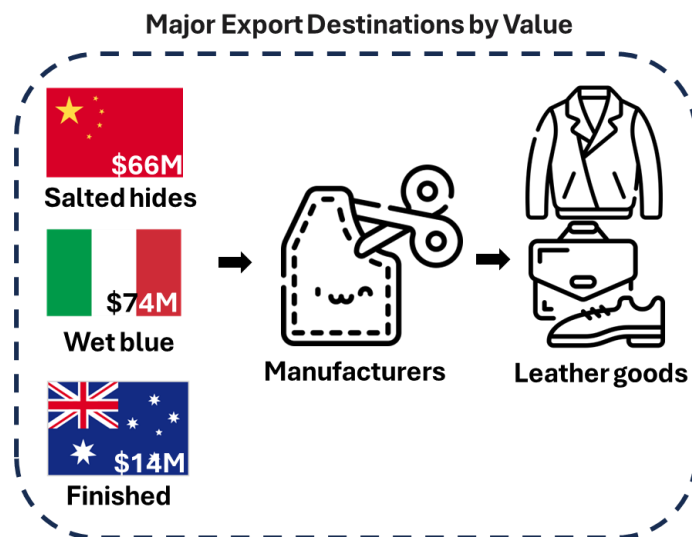 Major Export Destinations by Value
$66M
Salted hides
$74M
Wet blue
$14M
Finished
Manufacturers
Leather goods